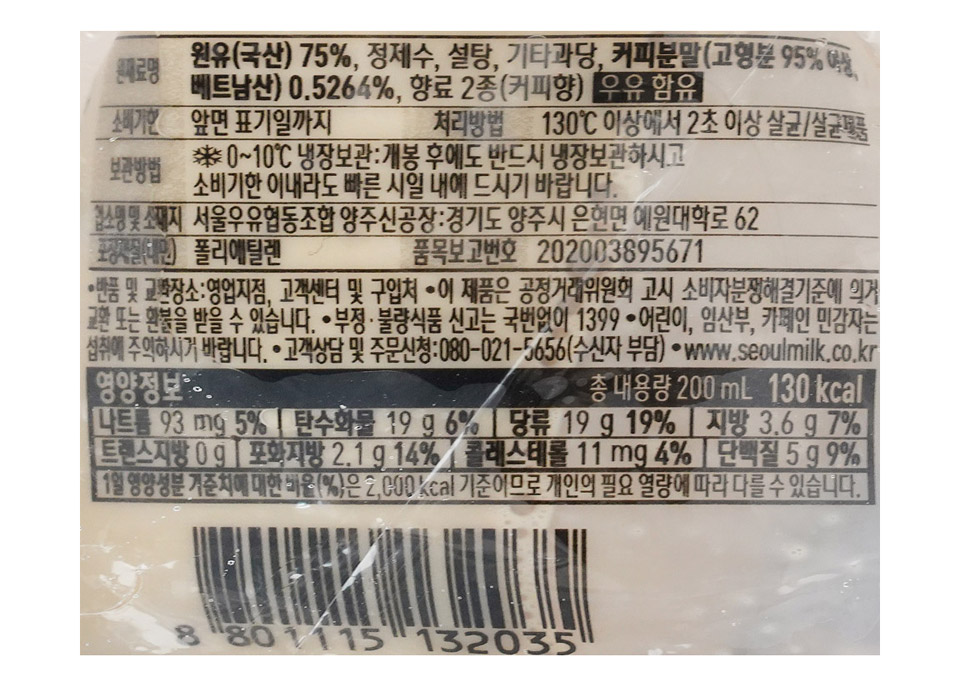 원재료명 원유(국산) 75%, 정제수, 설탕, 기타과당, 커피분말(고형분 95% 이상,
베트남산) 0.5264%, 향료 2종(커피향) 우유 함유
소비기한 앞면 표기일까지 처리방법 130℃ 이상에서 2초 이상 살균/살균제품
보관방법 ❄0~10℃ 냉장보관:개봉 후에도 반드시 냉장보관하시고
소비기한 이내라도 빠른 시일 내에 드시기 바랍니다.
업소명 및 소재지 서울우유협동조합 양주신공장:경기도 양주시 은현면 예원대학로 62
포장재질(내면) 폴리에틸렌 품목보고번호 202003895671
•반품 및 교환장소:영업지점, 고객센터 및 구입처 •이 제품은 공정거래위원회 고시 소비자분쟁해결기준에 의거
교환 또는 환불을 받을 수 있습니다. •부정·불량식품 신고는 국번없이 1399 •어린이, 임산부, 카페인 민감자는
섭취에 주의하시기 바랍니다. •고객상담 및 주문신청:080-021-5656(수신자 부담) •www.seoulmilk.co.kr
영양정보 총 내용량 200 mL 130 kcal
나트륨 93 mg 5% 탄수화물 19 g 6% 당류 19 g 19% 지방 3.6 g 7%
트랜스지방 0 g 포화지방 2.1 g 14% 콜레스테롤 11 mg 4% 단백질 5 g 9%
1일 영양성분 기준치에 대한 비율(%)은 2,000 kcal 기준이므로 개인의 필요 열량에 따라 다를 수 있습니다.
8 801115 132035